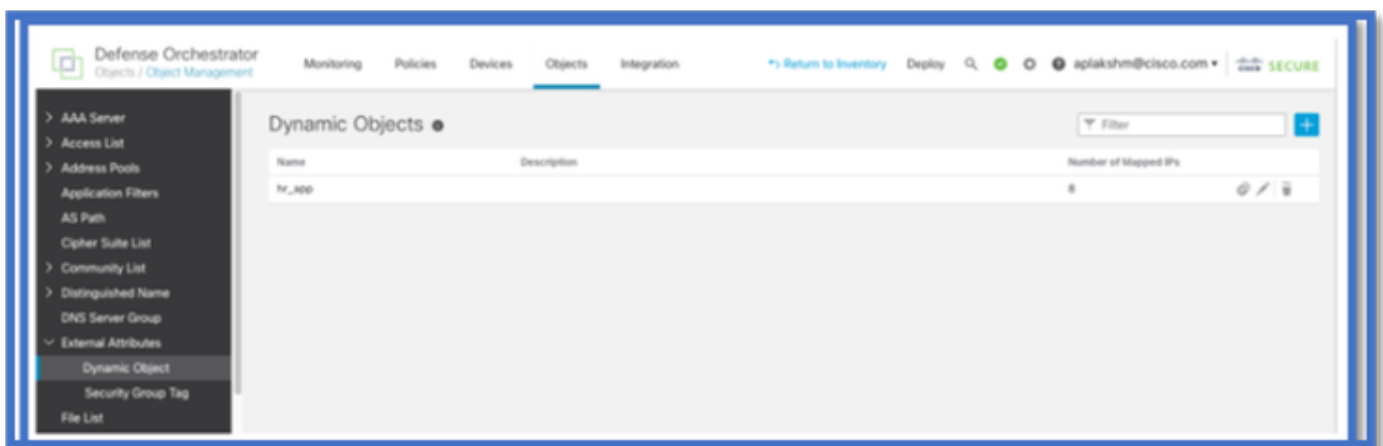 Defense Orchestrator
Objects / Object Management
Monitoring Policies Devices Objects Integration
Return to Inventory Deploy aplakshm@cisco.com
cisco SECURE
AAA Server
Access List
Address Pools
Application Filters
AS Path
Cipher Suite List
Community List
Distinguished Name
DNS Server Group
External Attributes
Dynamic Object
Security Group Tag
File List
Dynamic Objects
Filter
Name Description Number of Mapped IPs
hr_app 8